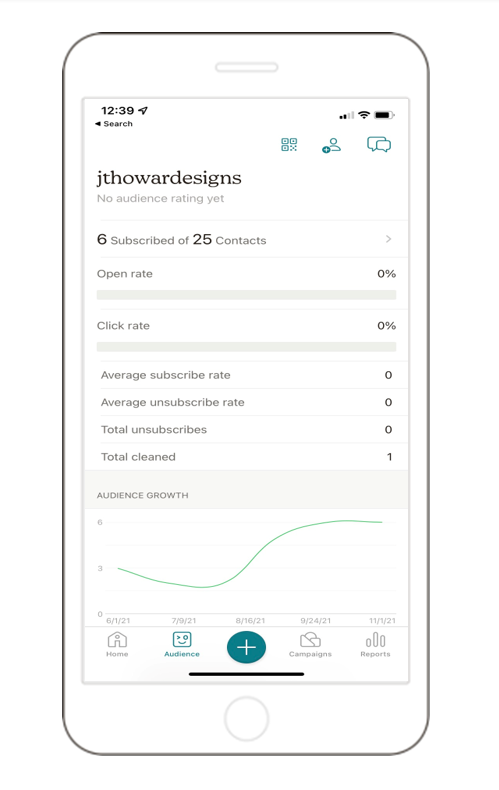 12:39
Search
jthowardesigns
No audience rating yet
6 Subscribed of 25 Contacts
Open rate 0%
Click rate 0%
Average subscribe rate 0
Average unsubscribe rate 0
Total unsubscribes 0
Total cleaned 1
AUDIENCE GROWTH
6
3
0
6/1/21 7/9/21 8/16/21 9/24/21 11/1/21
Home Audience Campaigns Reports